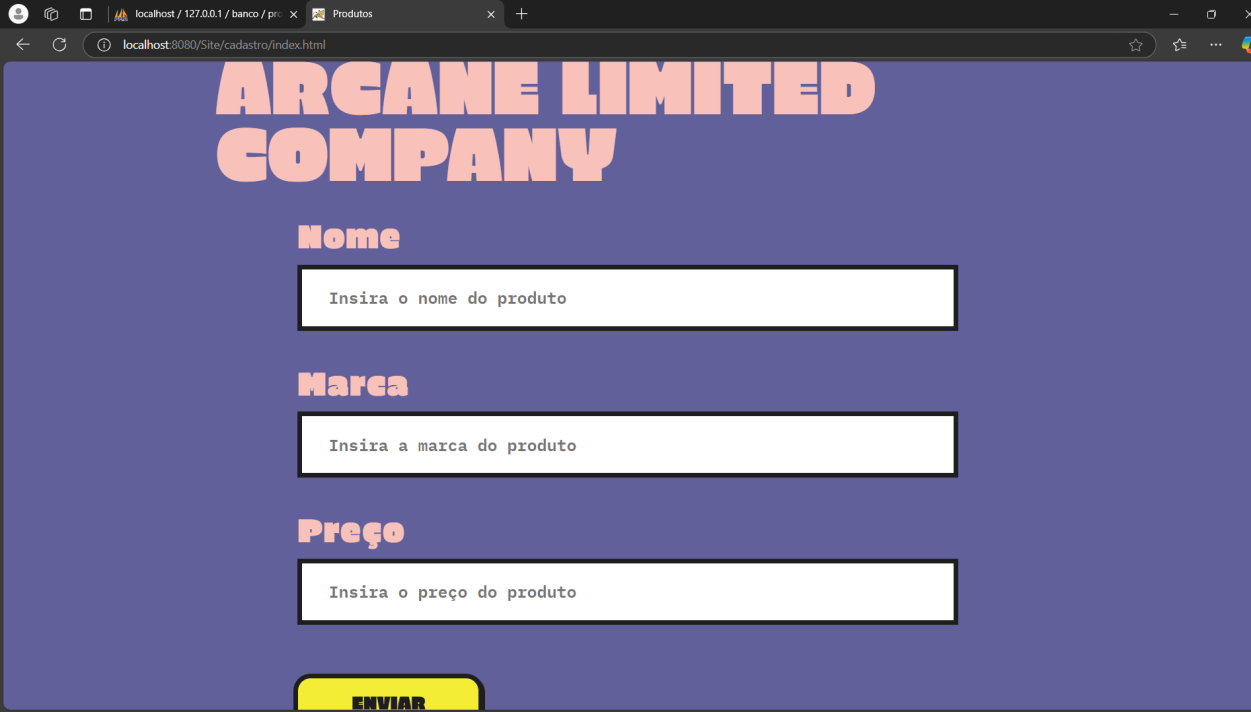 localhost / 127.0.0.1 / banco / pro
Produtos
localhost:8080/Site/cadastro/index.html
ARCANE LIMITED
COMPANY
Nome
Insira o nome do produto
Marca
Insira a marca do produto
Preço
Insira o preço do produto
ENVIAR